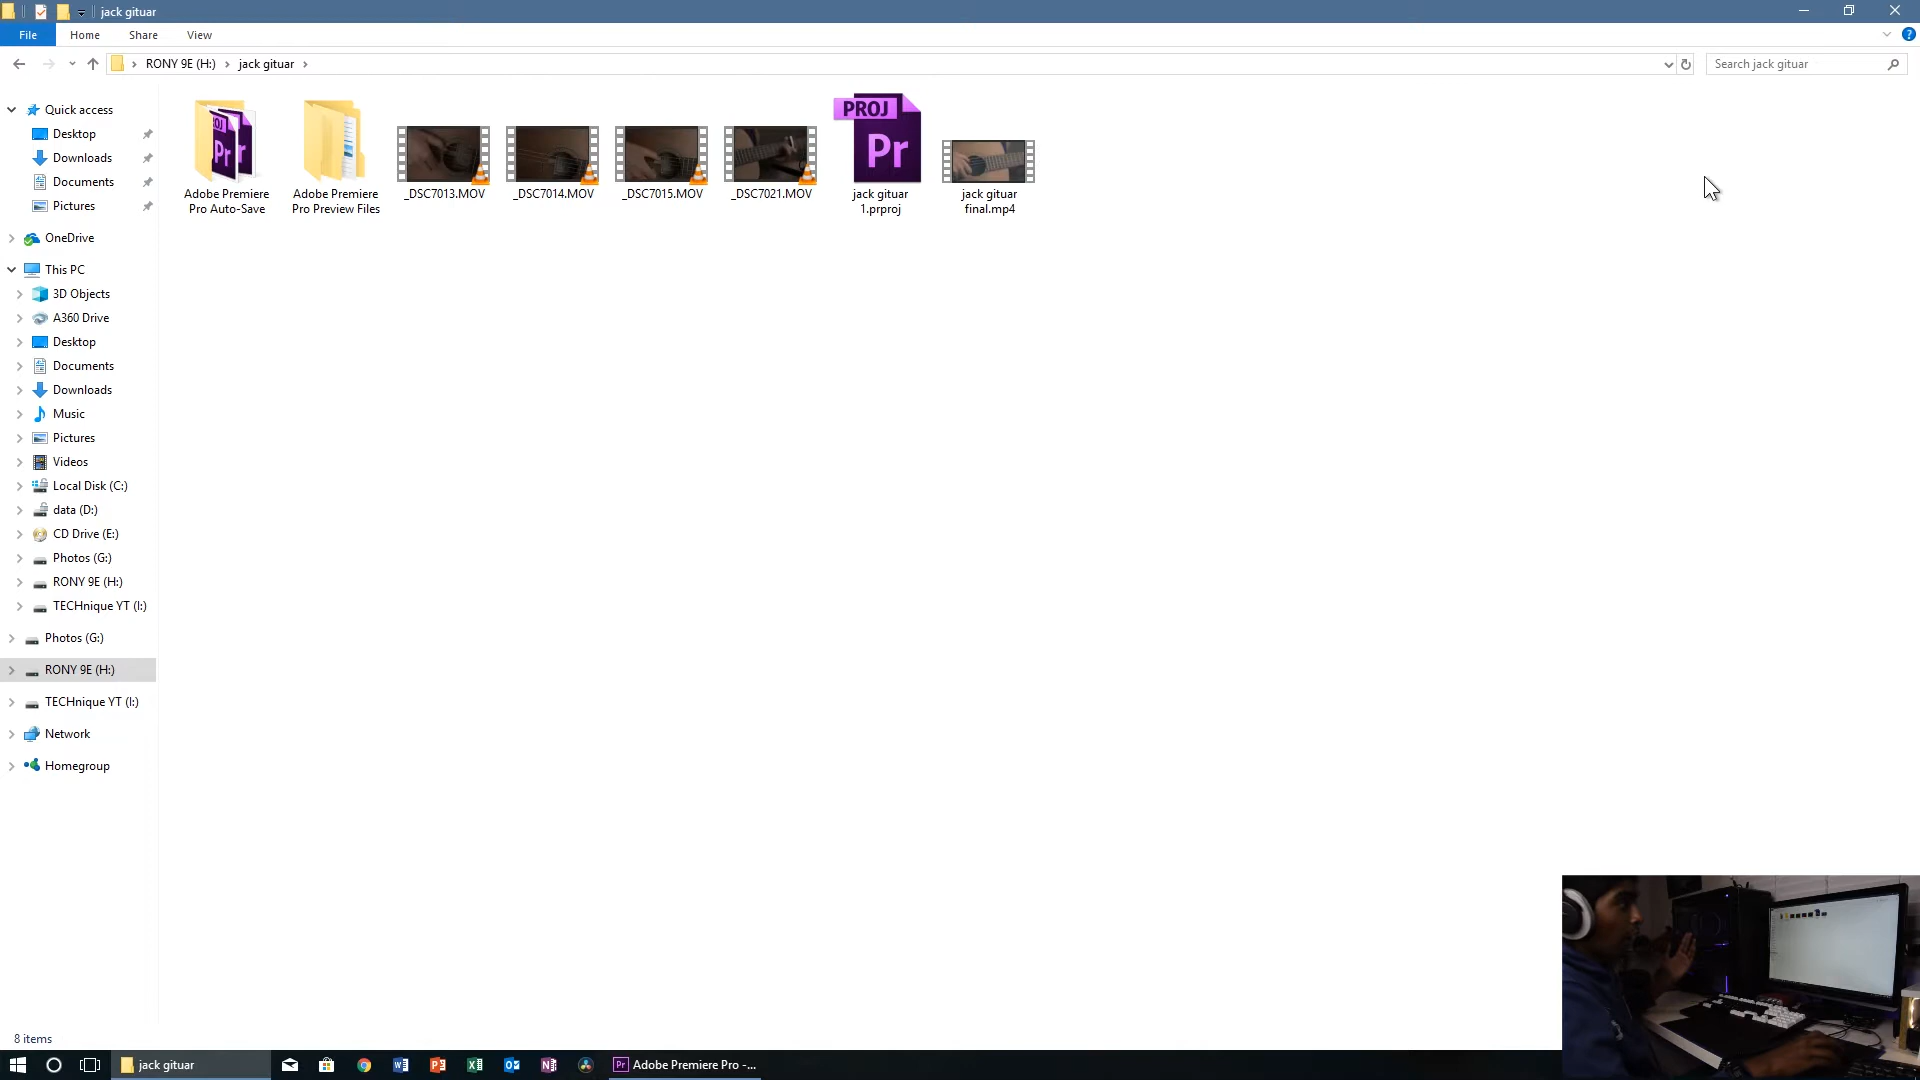 jack gituar
File Home Share View
RONY 9E (H:) jack gituar
Search jack gituar
Quick access
Desktop
Downloads
Documents
Pictures
OneDrive
This PC
3D Objects
A360 Drive
Desktop
Documents
Downloads
Music
Pictures
Videos
Local Disk (C:)
data (D:)
CD Drive (E:)
Photos (G:)
RONY 9E (H:)
TECHnique YT (I:)
Photos (G:)
RONY 9E (H:)
TECHnique YT (I:)
Network
Homegroup
PROJ
Pr
Adobe Premiere
Pro Auto-Save
Adobe Premiere
Pro Preview Files
_DSC7013.MOV
_DSC7014.MOV
_DSC7015.MOV
_DSC7021.MOV
PROJ
Pr
jack gituar
1.prproj
jack gituar
final.mp4
8 items
jack gituar
Pr Adobe Premiere Pro -...